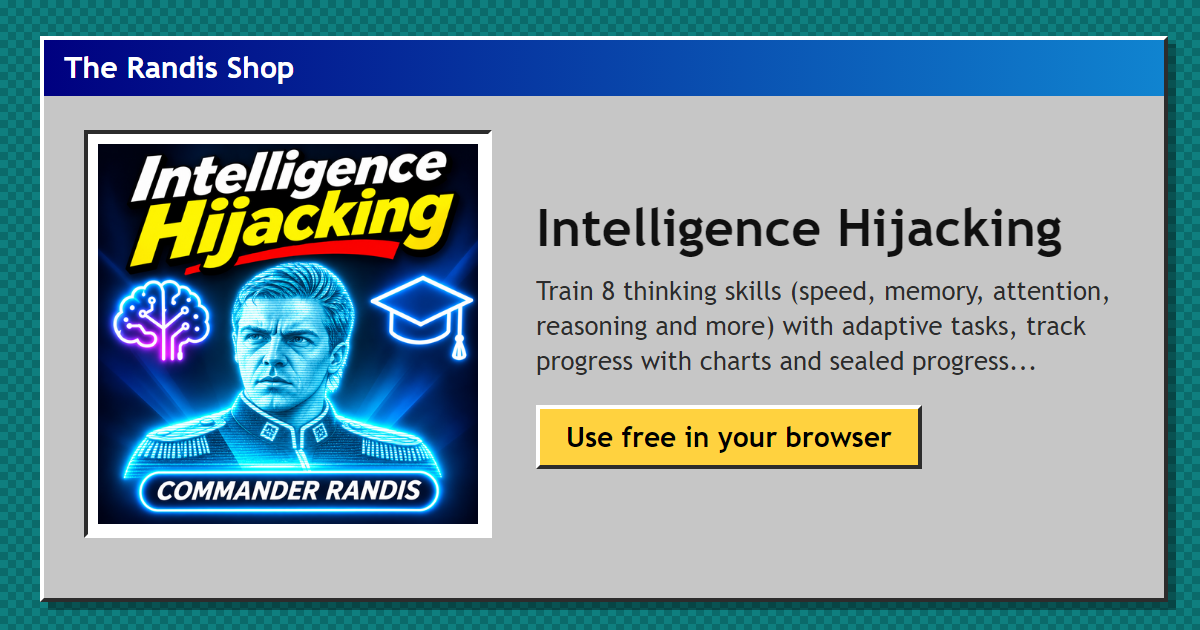 The Randis Shop
Intelligence
Hijacking
COMMANDER RANDIS
Intelligence Hijacking
Train 8 thinking skills (speed, memory, attention,
reasoning and more) with adaptive tasks, track
progress with charts and sealed progress...
Use free in your browser